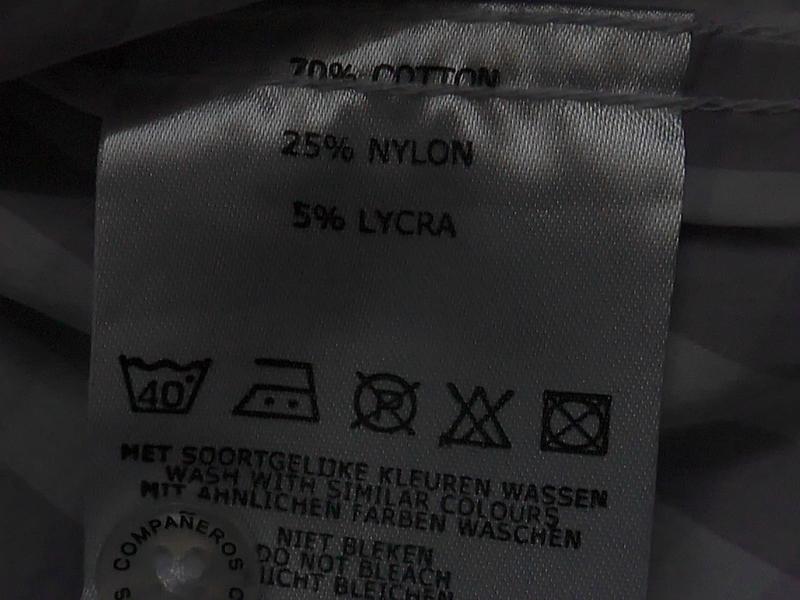 70% COTTON
25% NYLON
5% LYCRA
40°
P
MET SOORTGELIJKE KLEUREN WASSEN
WASH WITH SIMILAR COLOURS
MIT ÄHNLICHEN FARBEN WASCHEN
NIET BLEKEN
DO NOT BLEACH
NICHT BLEICHEN
COMPAÑEROS